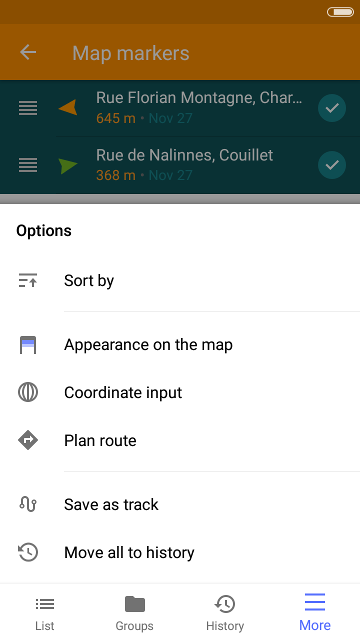 Map markers
Rue Florian Montagne, Char...
645 m • Nov 27
Rue de Nalinnes, Couillet
368 m • Nov 27
Options
Sort by
Appearance on the map
Coordinate input
Plan route
Save as track
Move all to history
List
Groups
History
More